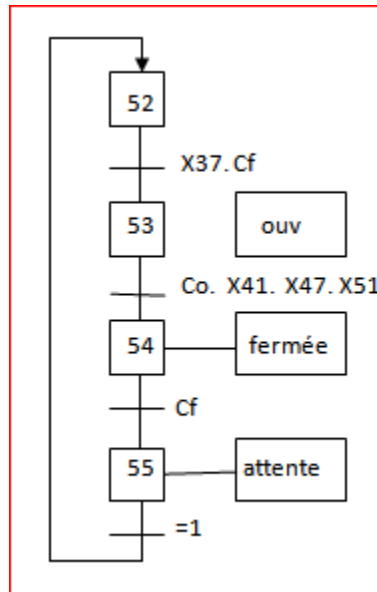 52
X37. Cf
53 ouv
Co. X41. X47. X51
54 fermée
Cf
55 attente
=1